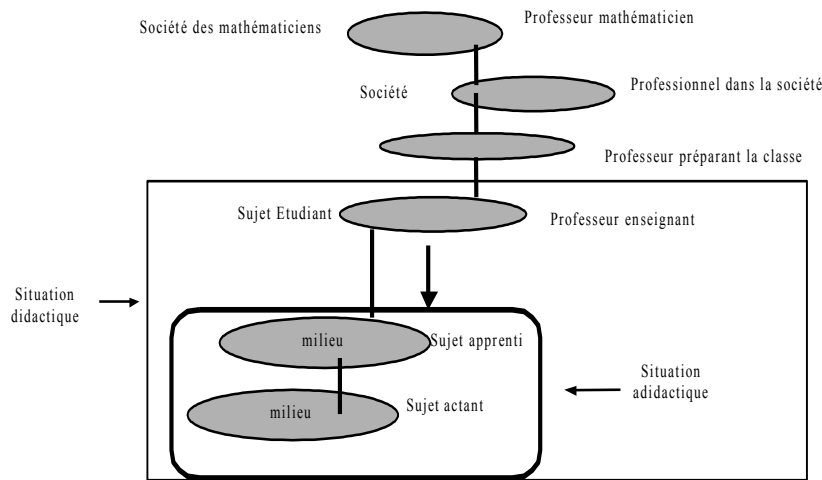 Société des mathématiciens
Professeur mathématicien
Société
Professionnel dans la société
Professeur préparant la classe
Sujet Etudiant
Professeur enseignant
Situation
didactique
milieu
Sujet apprenti
Situation
adidactique
milieu
Sujet actant